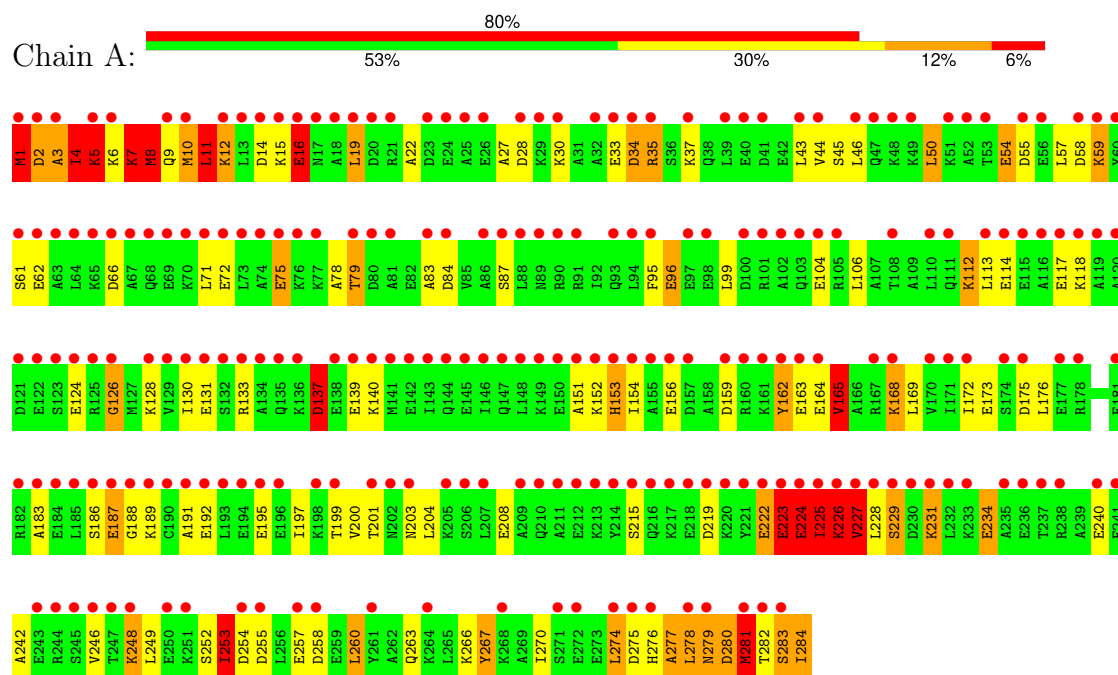 80%
Chain A:
53% 30% 12% 6%
M1 D2 A3 I4 K5 K6 K7 M8 Q9 M10 L11 K12 L13 D14 K15 E16 N17 A18 L19 D20 R21 A22 D23 E24 A25 E26 A27 D28 K29 K30 A31 A32 E33 D34 R35 S36 K37 Q38 L39 E40 D41 E42 L43 V44 S45 L46 Q47 K48 K49 L50 K51 A52 T53 E54 D55 E56 L57 D58 K59 Y60
S61 E62 A63 L64 K65 D66 A67 Q68 E69 K70 L71 E72 L73 A74 E75 K76 K77 A78 T79 D80 A81 E82 A83 D84 V85 A86 S87 L88 N89 R90 R91 I92 Q93 L94 F95 E96 E97 E98 L99 D100 R101 A102 Q103 E104 R105 L106 A107 T108 A109 L110 Q111 K112 L113 E114 E115 A116 E117 K118 A119 A120
D121 E122 S123 E124 R125 G126 M127 K128 V129 I130 E131 S132 R133 A134 Q135 K136 D137 E138 E139 K140 M141 E142 I143 Q144 E145 I146 Q147 L148 K149 E150 A151 K152 H153 I154 A155 E156 D157 A158 D159 R160 K161 Y162 E163 E164 V165 A166 R167 K168 L169 V170 I171 I172 E173 S174 D175 L176 E177 R178 E181
R182 A183 E184 L185 S186 E187 G188 K189 C190 A191 E192 L193 E194 E195 E196 I197 K198 T199 V200 T201 N202 N203 L204 K205 S206 L207 E208 A209 Q210 A211 E212 K213 Y214 S215 Q216 K217 E218 D219 K220 Y221 E222 E223 E224 I225 K226 V227 L228 S229 D230 K231 L232 K233 E234 A235 E236 T237 R238 A239 E240 E241
A242 E243 R244 S245 V246 T247 K248 L249 E250 K251 S252 I253 D254 D255 L256 E257 D258 E259 L260 Y261 A262 Q263 K264 L265 K266 Y267 K268 A269 I270 S271 E272 E273 L274 D275 H276 A277 L278 N279 D280 M281 T282 S283 I284